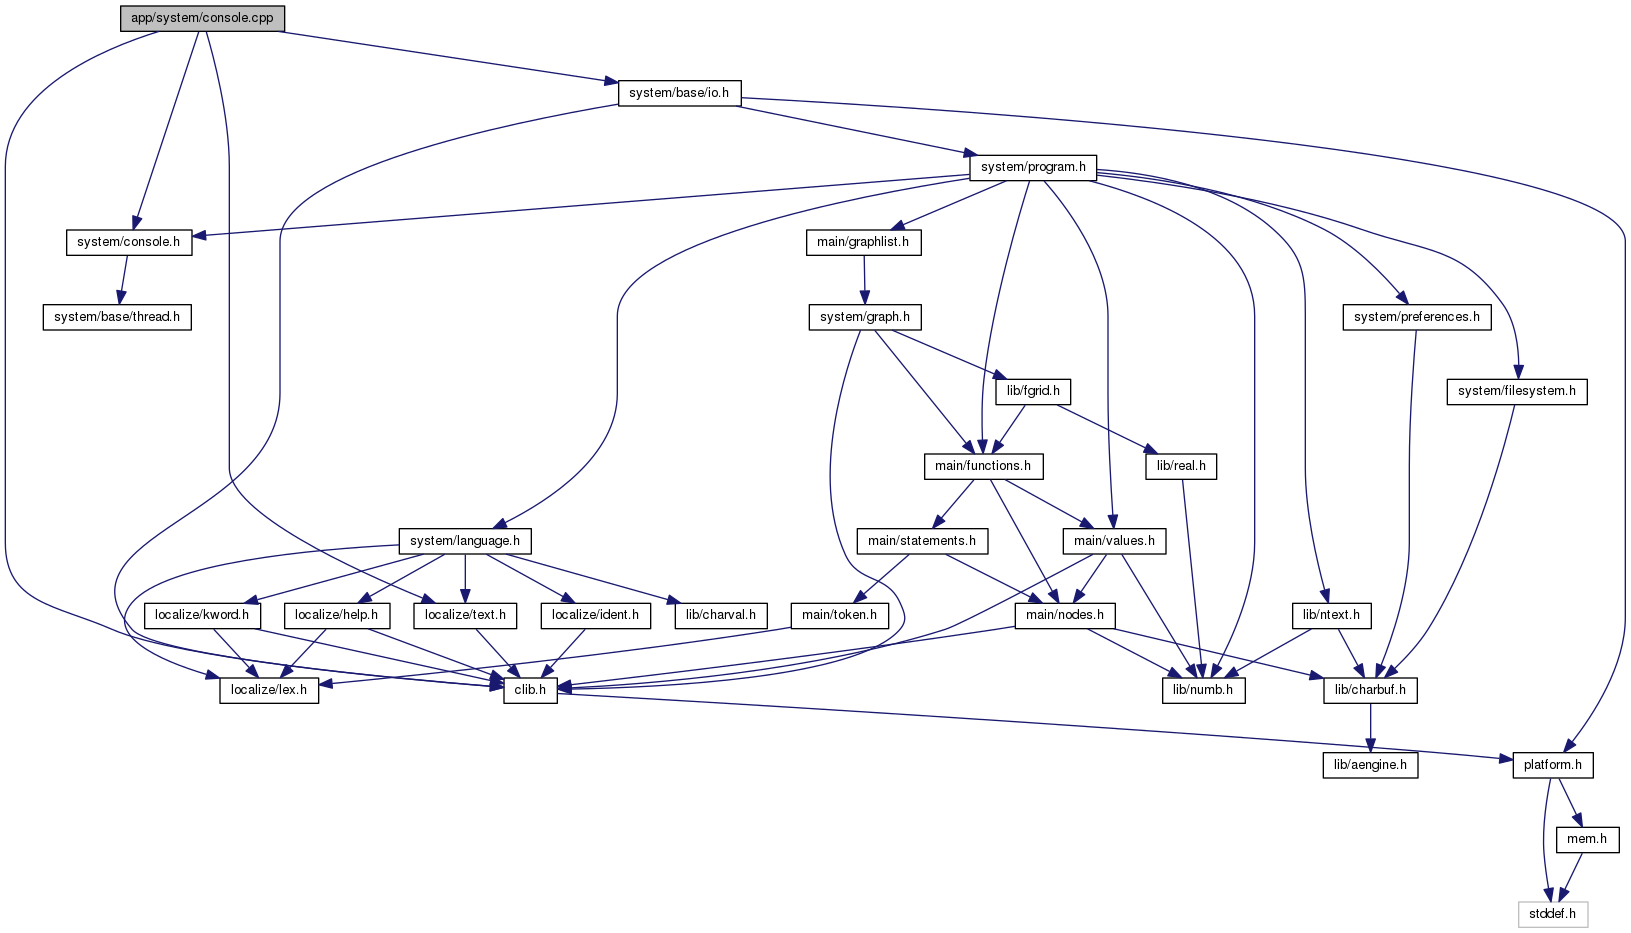 app/system/console.cpp
system/base/io.h
system/program.h
system/console.h
main/graphlist.h
system/base/thread.h
system/graph.h
system/preferences.h
lib/fgrid.h
system/filesystem.h
main/functions.h
lib/real.h
system/language.h
main/statements.h
main/values.h
localize/kword.h
localize/help.h
localize/text.h
localize/ident.h
lib/charval.h
main/token.h
main/nodes.h
lib/ntext.h
localize/lex.h
clib.h
lib/numb.h
lib/charbuf.h
lib/aengine.h
platform.h
mem.h
stddef.h